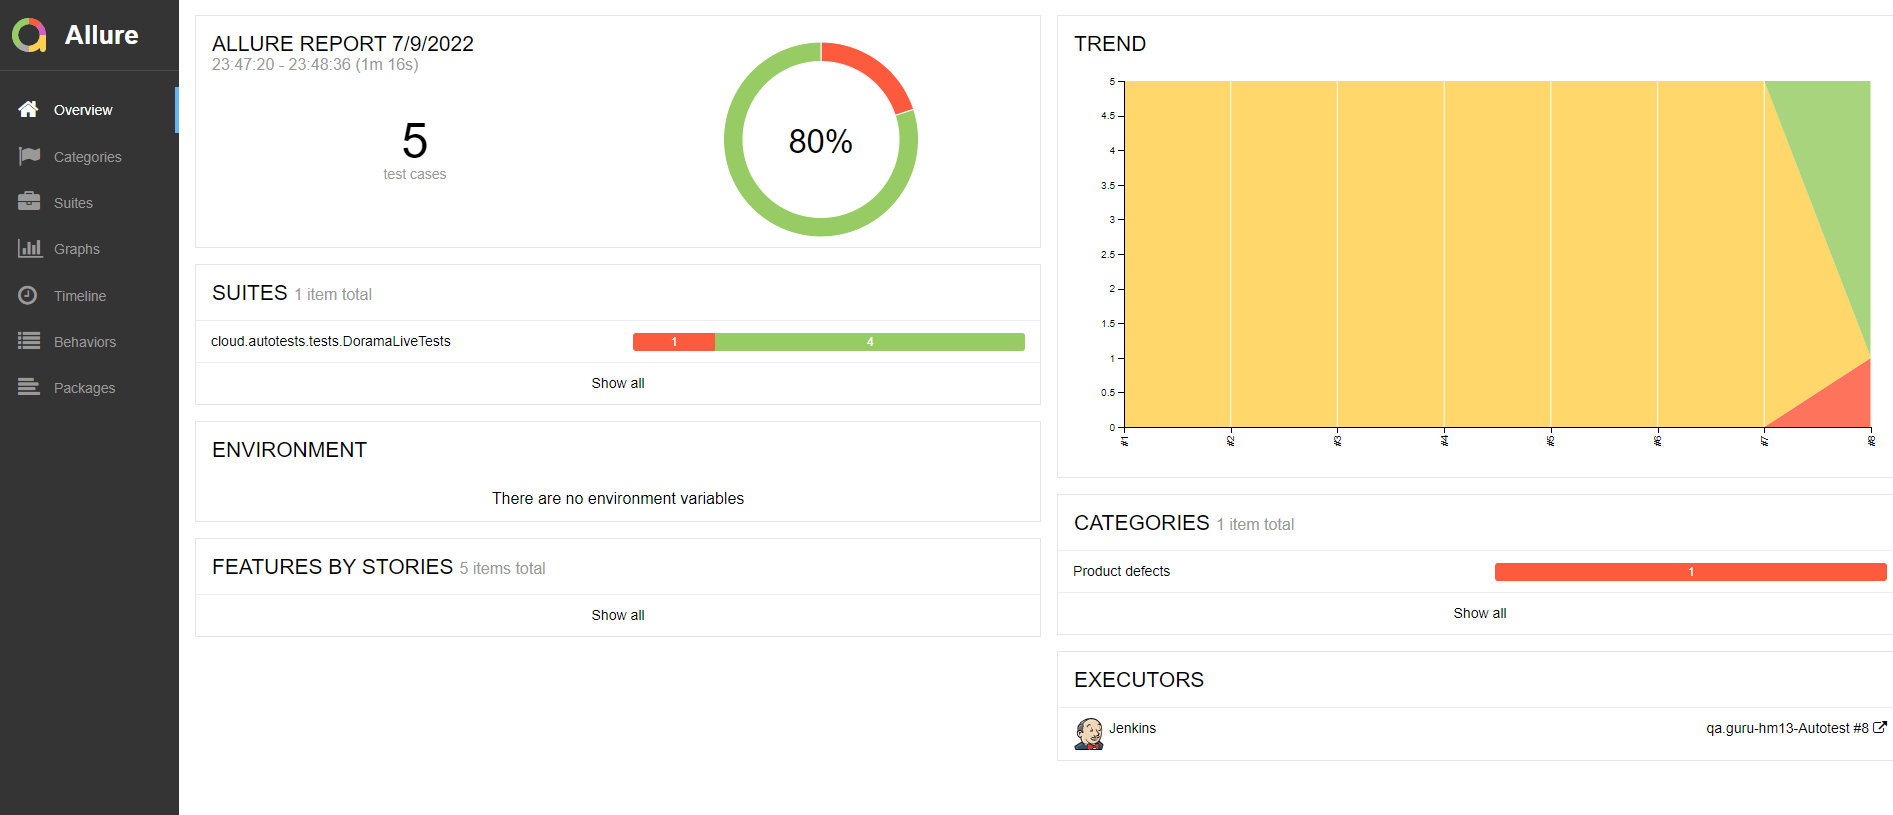 Allure
Overview
Categories
Suites
Graphs
Timeline
Behaviors
Packages
ALLURE REPORT 7/9/2022
23:47:20 - 23:48:36 (1m 16s)
5
test cases
80%
SUITES 1 item total
cloud.autotests.tests.DoramaLiveTests
1 4
Show all
ENVIRONMENT
There are no environment variables
FEATURES BY STORIES 5 items total
Show all
TREND
5
4.5
4
3.5
3
2.5
2
1.5
1
0.5
0
#1 #2 #3 #4 #5 #6 #7 #8
CATEGORIES 1 item total
Product defects 1
Show all
EXECUTORS
Jenkins qa.guru-hm13-Autotest #8